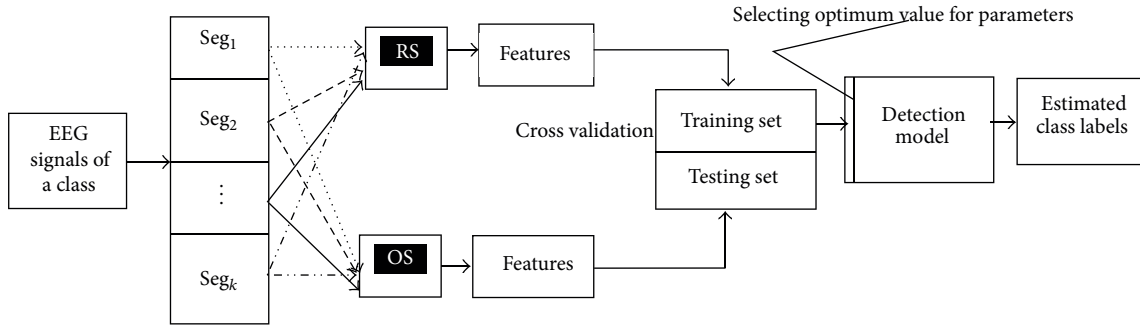 Selecting optimum value for parameters
EEG
signals of
a class
Seg1
Seg2
⋮
Segk
RS
OS
Features
Features
Cross validation
Training set
Testing set
Detection
model
Estimated
class labels